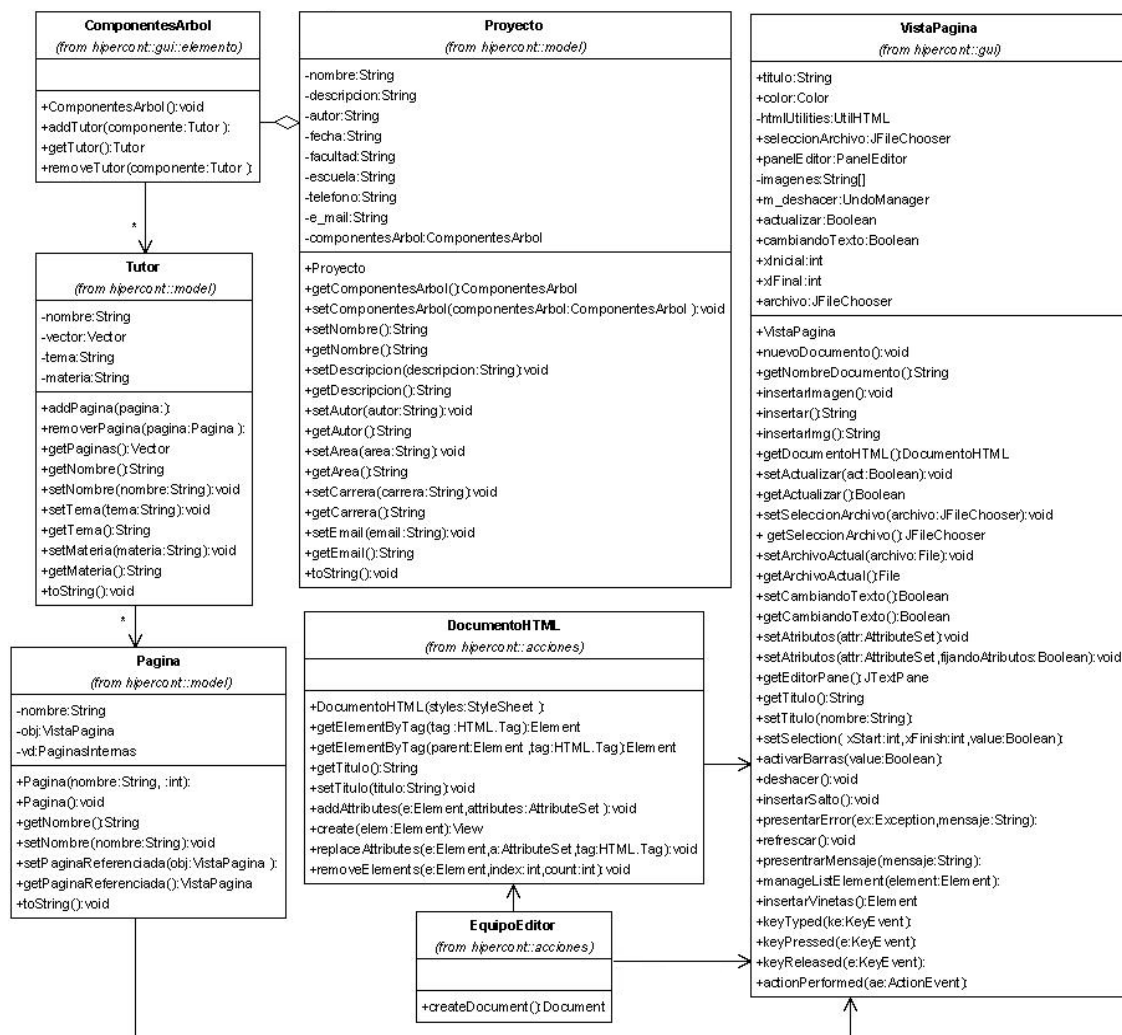 ComponentesArbol
(from hipercont::gui::elemento)
+ComponentesArbol():void
+addTutor(componente:Tutor ):
+getTutor():Tutor
+removeTutor(componente:Tutor ):
*
Tutor
(from hipercont::model)
-nombre:String
-vector:Vector
-tema:String
-materia:String
+addPagina(pagina:):
+removerPagina(pagina:Pagina ):
+getPaginas():Vector
+getNombre():String
+setNombre(nombre:String):void
+setTema(tema:String):void
+getTema():String
+setMateria(materia:String):void
+getMateria():String
+toString():void
*
Pagina
(from hipercont::model)
-nombre:String
-obj:VistaPagina
-vd:PaginasInternas
+Pagina(nombre:String, :int):
+Pagina():void
+getNombre():String
+setNombre(nombre:String):void
+setPaginaReferenciada(obj:VistaPagina ):
+getPaginaReferenciada():VistaPagina
+toString():void
Proyecto
(from hipercont::model)
-nombre:String
-descripcion:String
-autor:String
-fecha:String
-facultad:String
-escuela:String
-telefono:String
-e_mail:String
-componentesArbol:ComponentesArbol
+Proyecto
+getComponentesArbol():ComponentesArbol
+setComponentesArbol(componentesArbol:ComponentesArbol ):void
+setNombre():String
+getNombre():String
+setDescripcion(descripcion:String):void
+getDescripcion():String
+setAutor(autor:String):void
+getAutor():String
+setArea(area:String):void
+getArea():String
+setCarrera(carrera:String):void
+getCarrera():String
+setEmail(email:String):void
+getEmail():String
+toString():void
DocumentoHTML
(from hipercont::acciones)
+DocumentoHTML(styles:StyleSheet ):
+getElementByTag(tag :HTML.Tag):Element
+getElementByTag(parent:Element ,tag:HTML.Tag):Element
+getTitulo():String
+setTitulo(titulo:String):void
+addAttributes(e:Element,attributes:AttributeSet ):void
+create(elem:Element):View
+replaceAttributes(e:Element,a:AttributeSet,tag:HTML.Tag):void
+removeElements(e:Element,index:int,count:int):void
EquipoEditor
(from hipercont::acciones)
+createDocument():Document
VistaPagina
(from hipercont::gui)
+titulo:String
+color:Color
-htmlUtilities:UtilHTML
+seleccionArchivo:JFileChooser
+panelEditor:PanelEditor
-imagenes:String[]
+m_deshacer:UndoManager
+actualizar:Boolean
+cambiandoTexto:Boolean
+xInicial:int
+xlFinal:int
+archivo:JFileChooser
+VistaPagina
+nuevoDocumento():void
+getNombreDocumento():String
+insertarImagen():void
+insertar():String
+insertarImg():String
+getDocumentoHTML():DocumentoHTML
+setActualizar(act:Boolean):void
+getActualizar():Boolean
+setSeleccionArchivo(archivo:JFileChooser):void
+ getSeleccionArchivo():JFileChooser
+setArchivoActual(archivo:File):void
+getArchivoActual():File
+setCambiandoTexto():Boolean
+getCambiandoTexto():Boolean
+setAtributos(attr:AttributeSet):void
+setAtributos(attr:AttributeSet,fijandoAtributos:Boolean):void
+getEditorPane():JTextPane
+getTitulo():String
+setTitulo(nombre:String):
+setSelection( xStart:int,xFinish:int,value:Boolean):
+activarBarras(value:Boolean):
+deshacer():void
+insertarSalto():void
+presentarError(ex:Exception,mensaje:String):
+refrescar():void
+presentrarMensaje(mensaje:String):
+manageListElement(element:Element):
+insertarVinetas():Element
+keyTyped(ke:KeyEvent):
+keyPressed(e:KeyEvent):
+keyReleased(e:KeyEvent):
+actionPerformed(ae:ActionEvent):